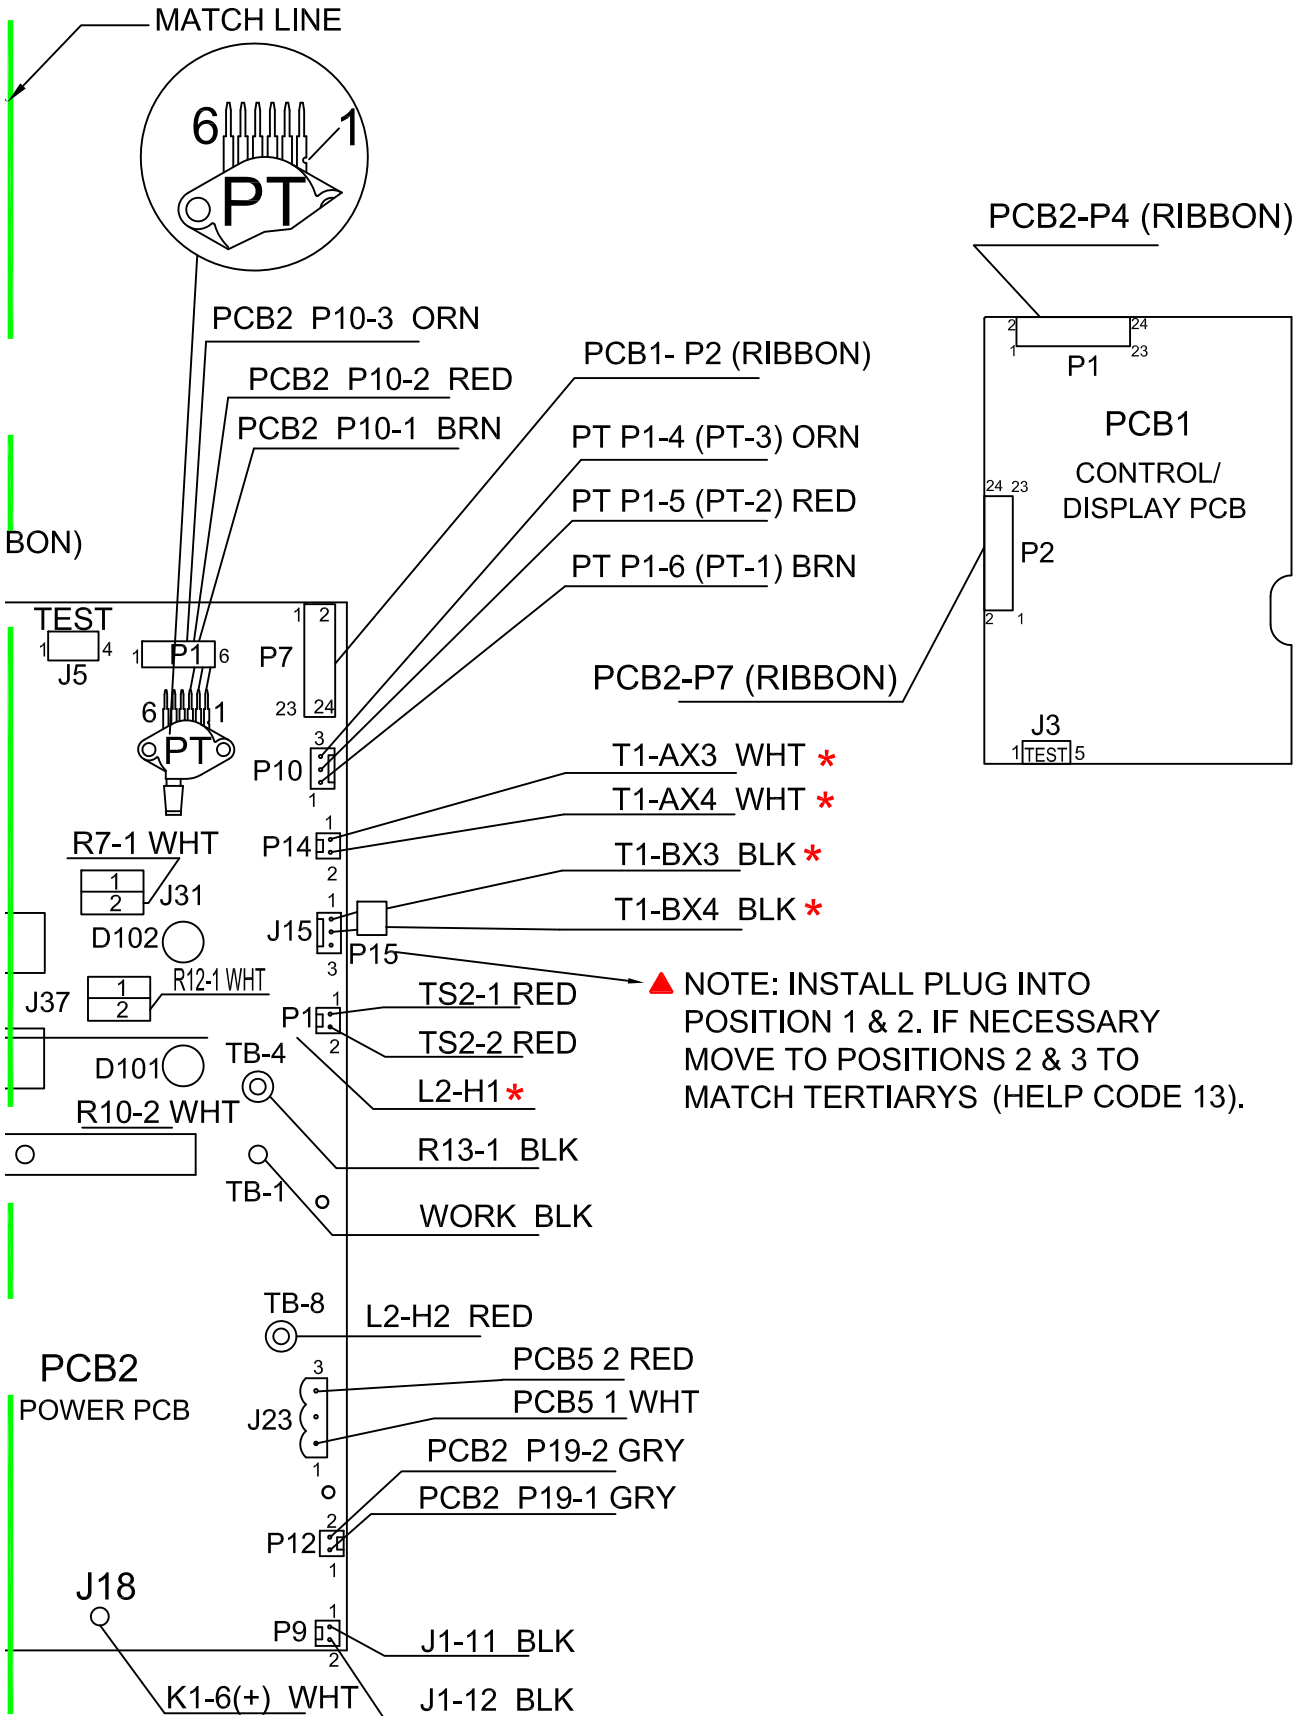 MATCH LINE
6 1
PT
PCB2-P4 (RIBBON)
PCB2 P10-3 ORN
PCB2 P10-2 RED
PCB2 P10-1 BRN
PCB1- P2 (RIBBON)
PT P1-4 (PT-3) ORN
PT P1-5 (PT-2) RED
PT P1-6 (PT-1) BRN
PCB2-P7 (RIBBON)
2 24
1 23
P1
PCB1
CONTROL/
DISPLAY PCB
24 23
P2
2 1
J3
1 TEST 5
BON)
TEST
1 4
J5
1 P1 6
1 2
P7
23 24
6 1
PT
3
P10
1
T1-AX3 WHT *
T1-AX4 WHT *
T1-BX3 BLK *
T1-BX4 BLK *
1
P14
2
R7-1 WHT
1
2
J31
D102
1
J15
3
P15
NOTE: INSTALL PLUG INTO
POSITION 1 & 2. IF NECESSARY
MOVE TO POSITIONS 2 & 3 TO
MATCH TERTIARYS (HELP CODE 13).
R12-1 WHT
J37
1
2
1
P1
2
TS2-1 RED
TS2-2 RED
L2-H1 *
D101
TB-4
R10-2 WHT
R13-1 BLK
TB-1
WORK BLK
TB-8
L2-H2 RED
PCB2
POWER PCB
3
J23
1
PCB5 2 RED
PCB5 1 WHT
PCB2 P19-2 GRY
PCB2 P19-1 GRY
2
P12
1
J18
1
P9
2
J1-11 BLK
K1-6(+) WHT
J1-12 BLK